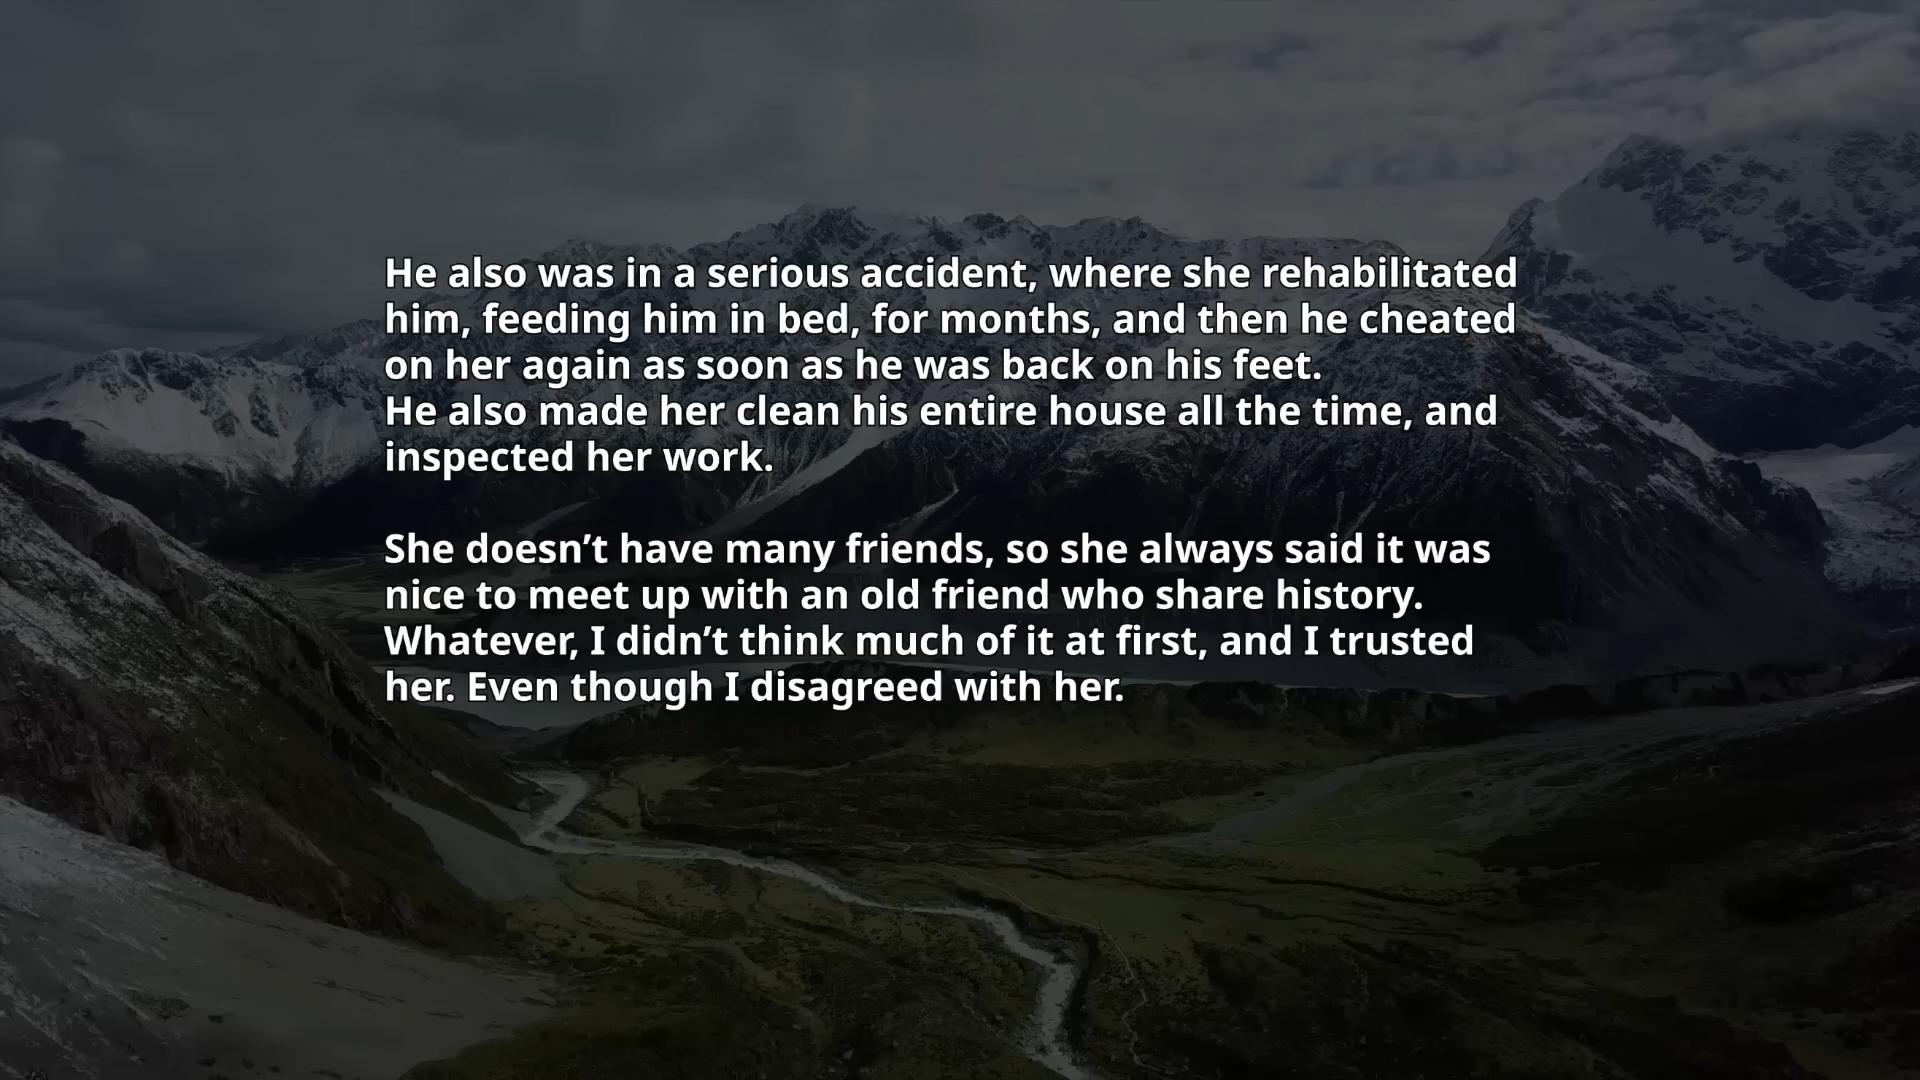 He also was in a serious accident, where she rehabilitated
him, feeding him in bed, for months, and then he cheated
on her again as soon as he was back on his feet.
He also made her clean his entire house all the time, and
inspected her work.

She doesn’t have many friends, so she always said it was
nice to meet up with an old friend who share history.
Whatever, I didn’t think much of it at first, and I trusted
her. Even though I disagreed with her.